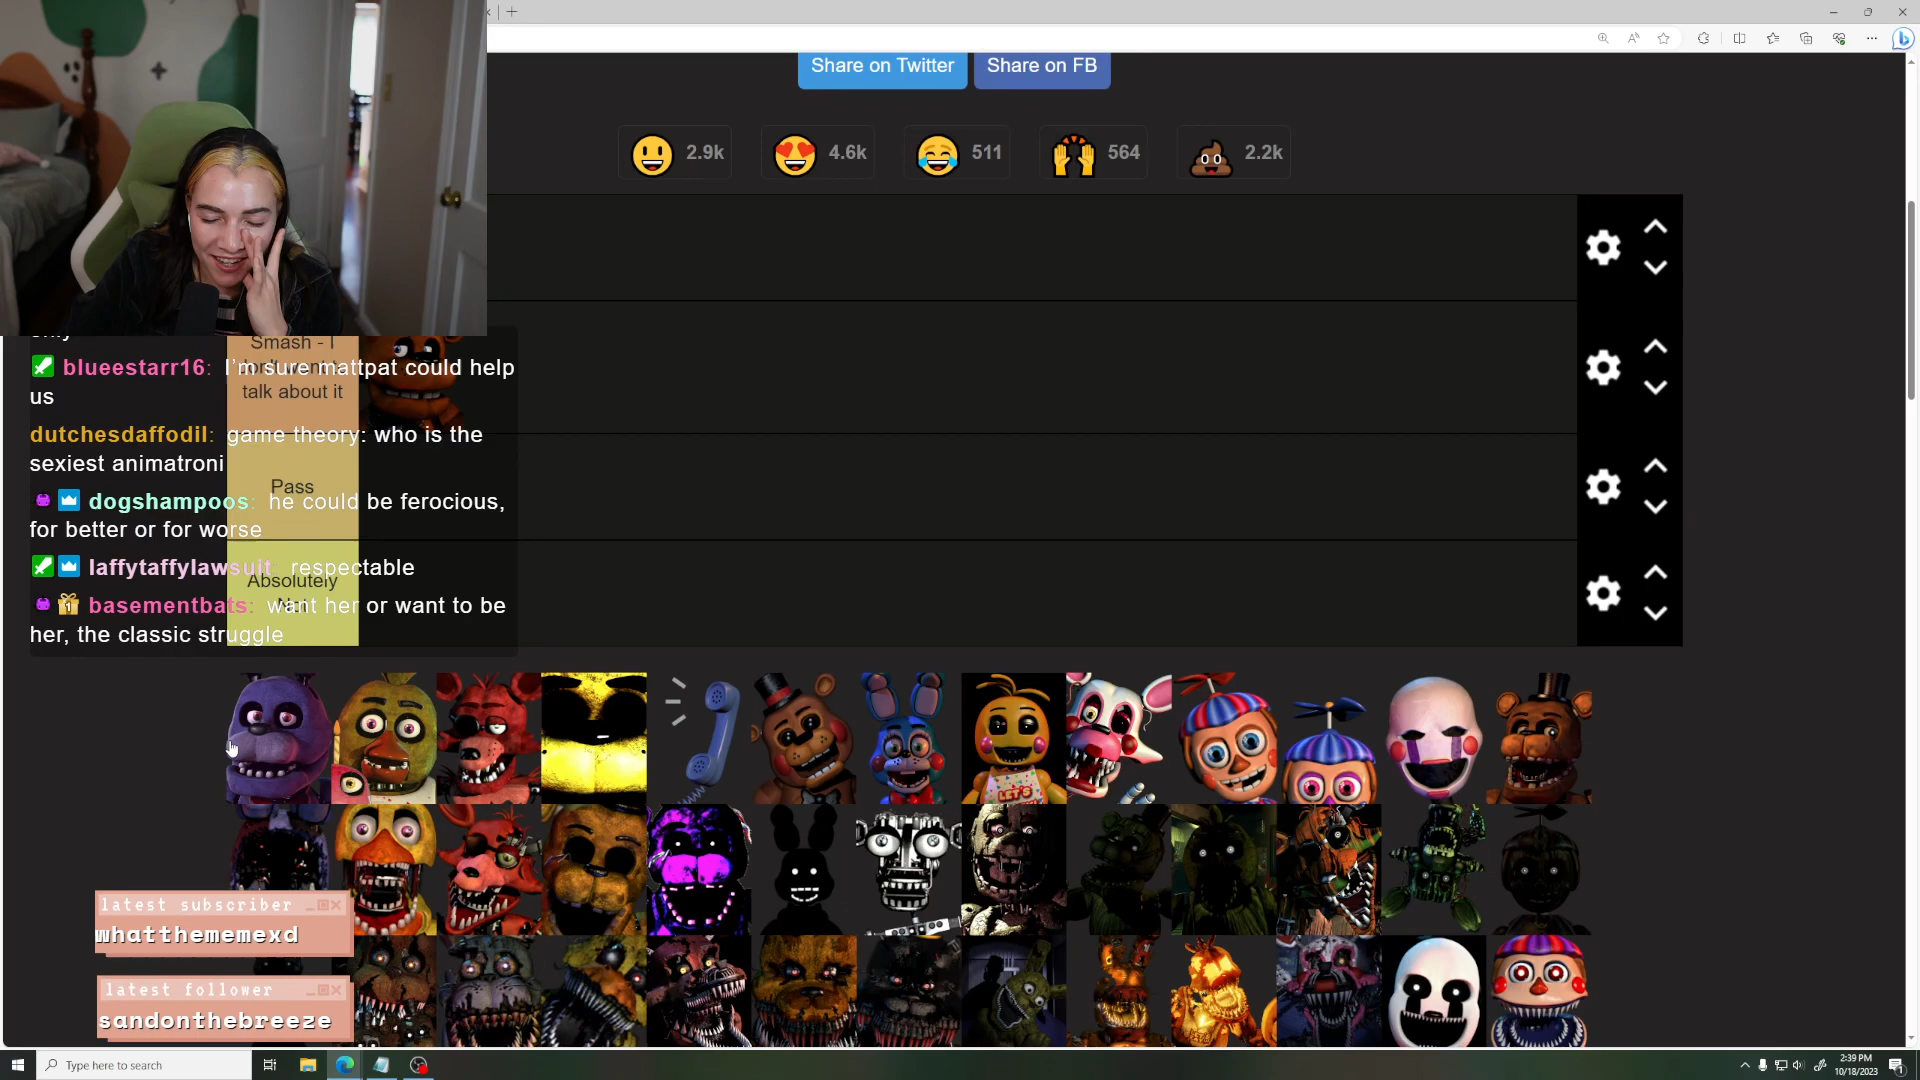 Share on Twitter
Share on FB
2.9k
4.6k
511
564
2.2k
Smash - I
talk about it
blueestarr16: I'm sure mattpat could help
us
dutchesdaffodil: game theory: who is the
sexiest animatroni
Pass
dogshampoos: he could be ferocious,
for better or for worse
laffytaffylawsuit: respectable
Absolutely
basementbats: want her or want to be
her, the classic struggle
LET'S
latest subscriber
whatthememexd
latest follower
sandonthebreeze
Type here to search
2:39 PM
10/18/2023